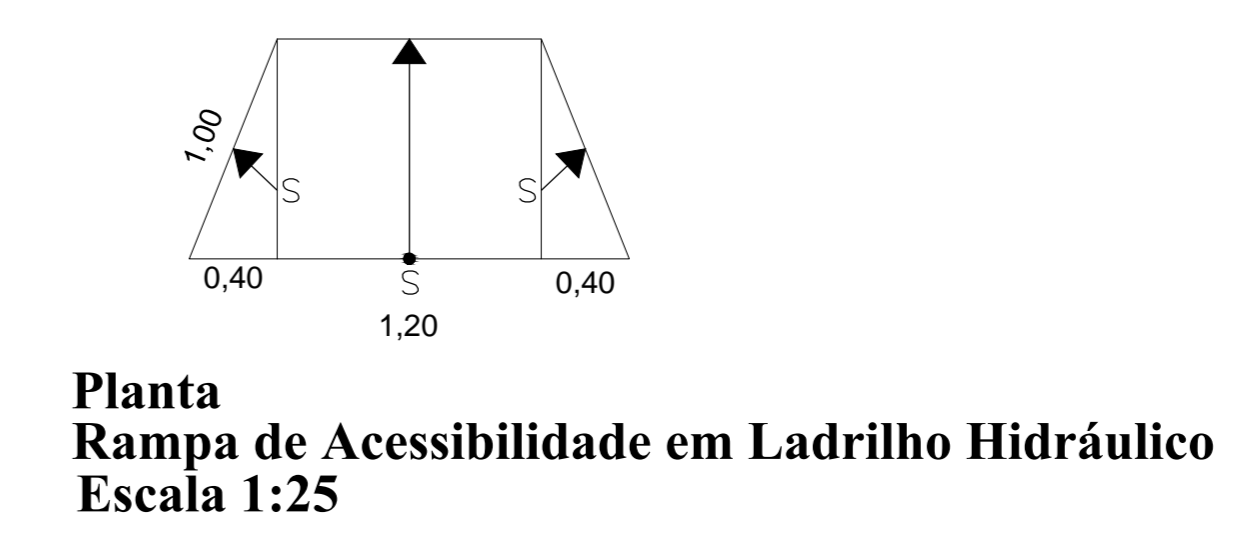 1,00
S
S
0,40
S
0,40
1,20
Planta
Rampa de Acessibilidade em Ladrilho Hidráulico
Escala 1:25